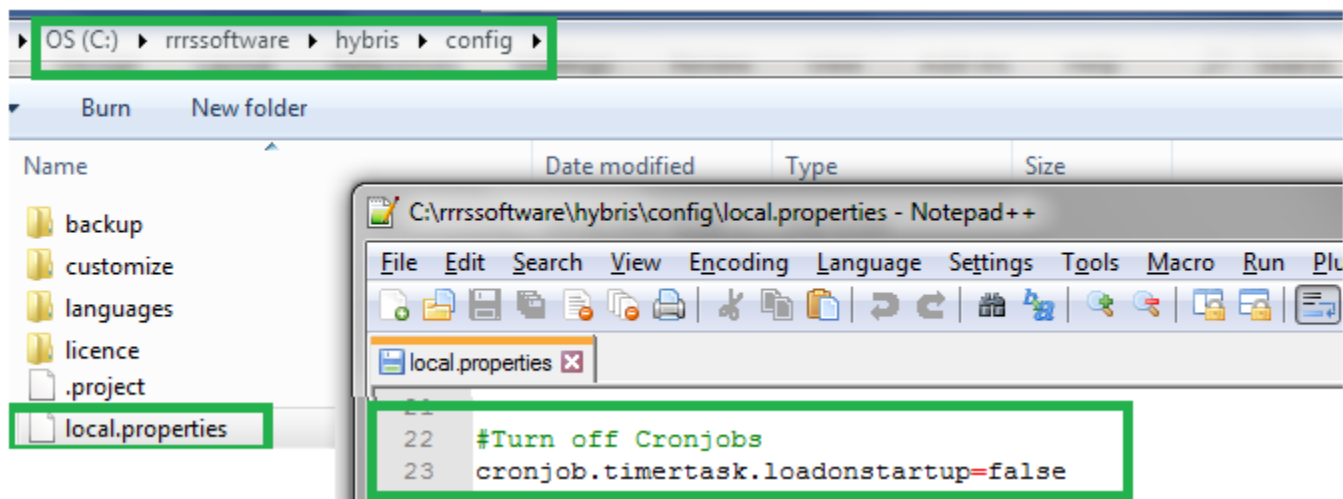 OS (C:) rrrssoftware hybris config
Burn New folder
Name Date modified Type Size
C:\rrrssoftware\hybris\config\local.properties - Notepad++
backup
File Edit Search View Encoding Language Settings Tools Macro Run Plu
customize
languages
licence
local.properties
.project
21
local.properties
22 #Turn off Cronjobs
23 cronjob.timertask.loadonstartup=false